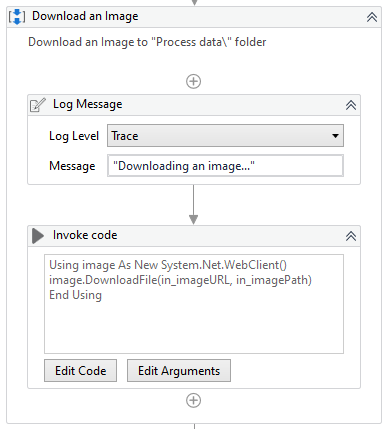 Download an Image
Download an Image to "Process data\" folder
Log Message
Log Level Trace
Message "Downloading an image..."
Invoke code
Using image As New System.Net.WebClient()
image.DownloadFile(in_imageURL, in_imagePath)
End Using
Edit Code Edit Arguments